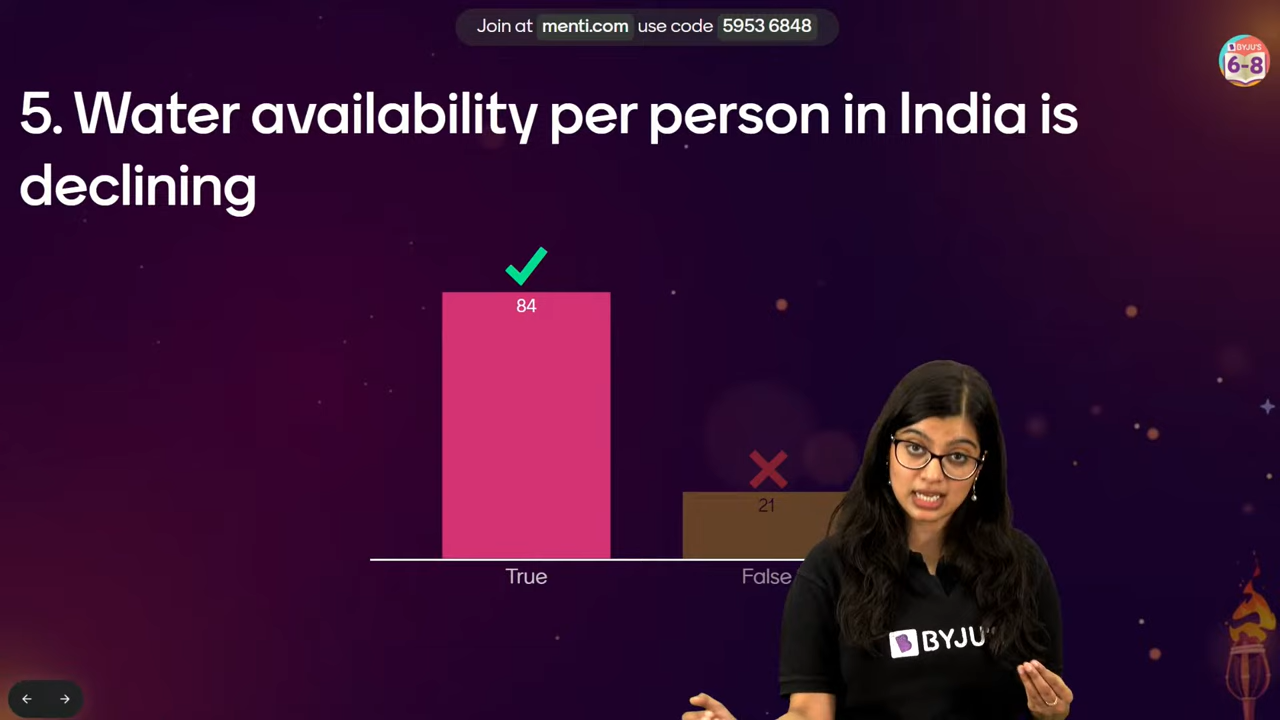 Join at menti.com use code 5953 6848
BYJU'S
6-8
5. Water availability per person in India is
declining
84
21
True
False
BYJU'